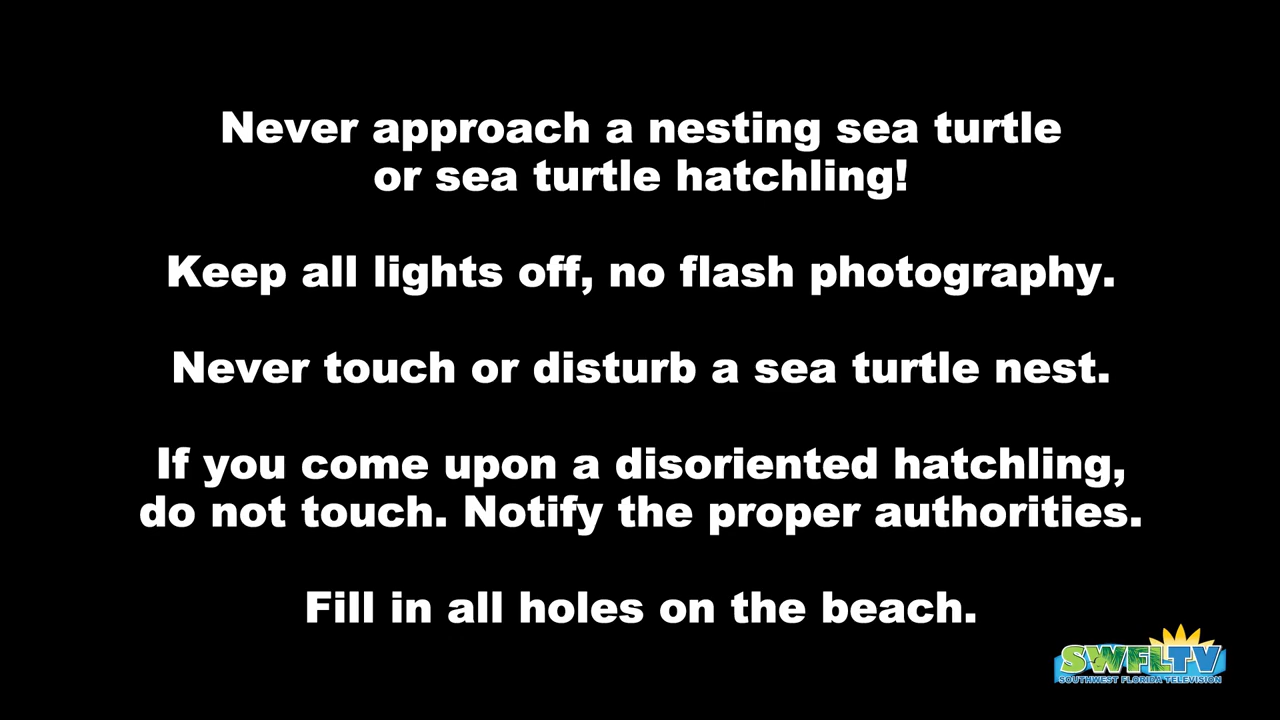 Never approach a nesting sea turtle
or sea turtle hatchling!
Keep all lights off, no flash photography.
Never touch or disturb a sea turtle nest.
If you come upon a disoriented hatchling,
do not touch. Notify the proper authorities.
Fill in all holes on the beach.
SWFLTV
SOUTHWEST FLORIDA TELEVISION